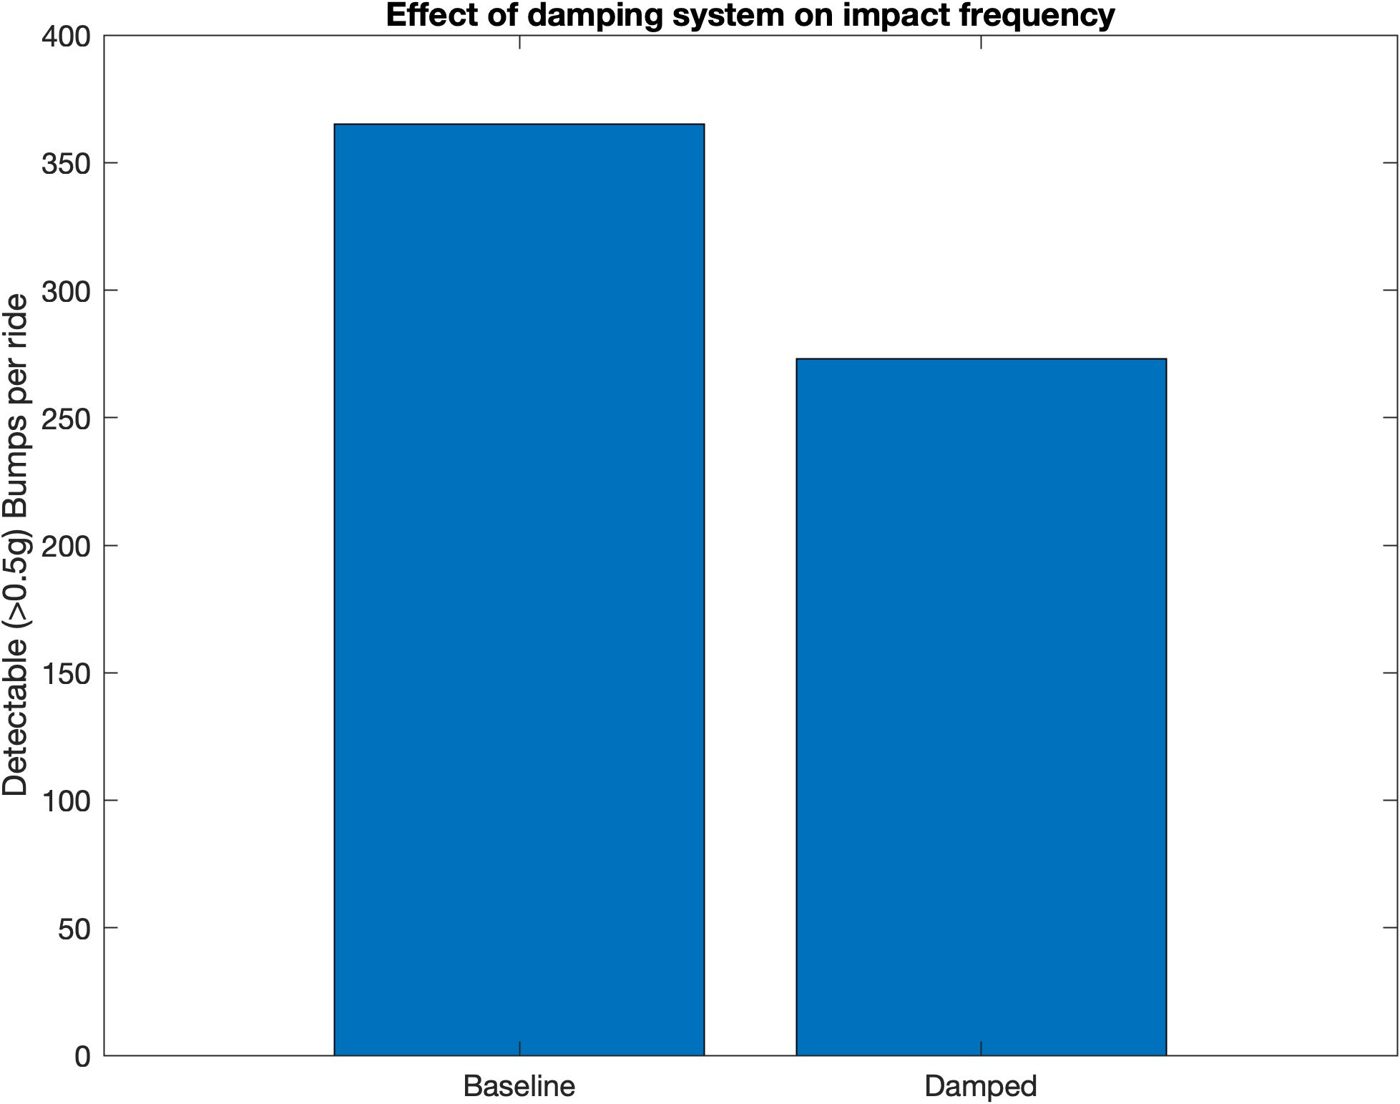 Effect of damping system on impact frequency
Detectable (>0.5g) Bumps per ride
400
350
300
250
200
150
100
50
0
Baseline
Damped